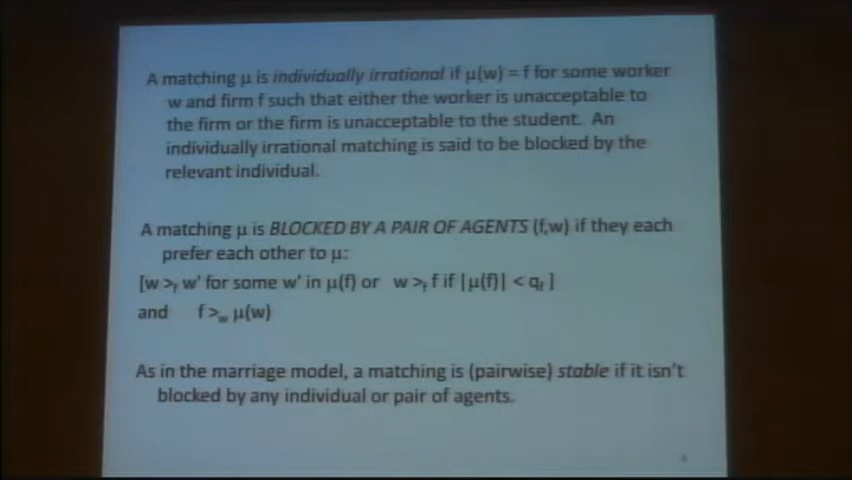 A matching μ is individually irrational if μ(w) = f for some worker
w and firm f such that either the worker is unacceptable to
the firm or the firm is unacceptable to the student. An
individually irrational matching is said to be blocked by the
relevant individual.
A matching μ is BLOCKED BY A PAIR OF AGENTS (f,w) if they each
prefer each other to μ:
[w >f w' for some w' in μ(f) or w >f f if |μ(f)| < qf ]
and f >w μ(w)
As in the marriage model, a matching is (pairwise) stable if it isn't
blocked by any individual or pair of agents.